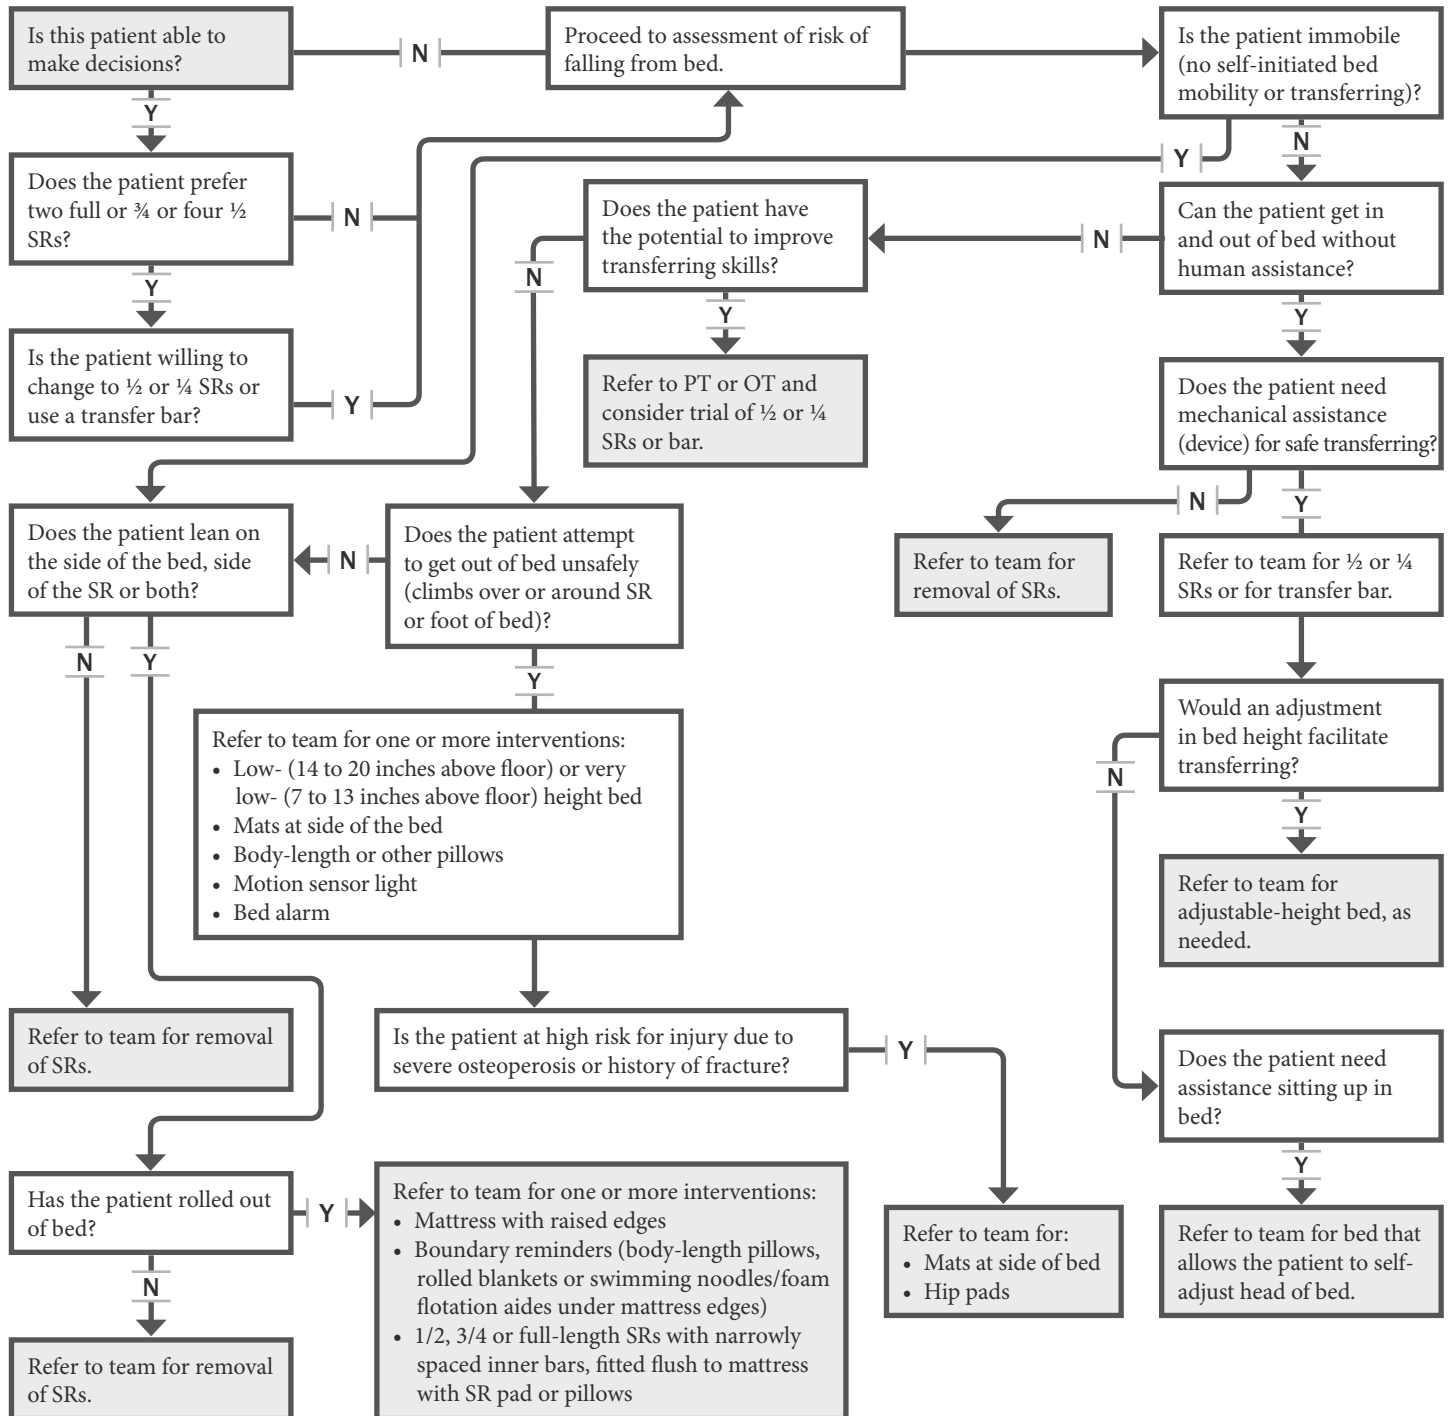 Is this patient able to
make decisions?
N
Proceed to assessment of risk of
falling from bed.
Is the patient immobile
(no self-initiated bed
mobility or transferring)?
Y
N
Y
Does the patient prefer
two full or ¾ or four ½
SRs?
N
Does the patient have
the potential to improve
transferring skills?
N
Can the patient get in
and out of bed without
human assistance?
Y
N
Y
Y
Is the patient willing to
change to ½ or ¼ SRs or
use a transfer bar?
Y
Refer to PT or OT and
consider trial of ½ or ¼
SRs or bar.
Does the patient need
mechanical assistance
(device) for safe transferring?
N
Y
Does the patient lean on
the side of the bed, side
of the SR or both?
N
Does the patient attempt
to get out of bed unsafely
(climbs over or around SR
or foot of bed)?
Refer to team for
removal of SRs.
Refer to team for ½ or ¼
SRs or for transfer bar.
N
Y
Y
Refer to team for one or more interventions:
• Low- (14 to 20 inches above floor) or very
low- (7 to 13 inches above floor) height bed
• Mats at side of the bed
• Body-length or other pillows
• Motion sensor light
• Bed alarm
Would an adjustment
in bed height facilitate
transferring?
N
Y
Refer to team for
adjustable-height bed, as
needed.
Refer to team for removal
of SRs.
Is the patient at high risk for injury due to
severe osteoperosis or history of fracture?
Y
Does the patient need
assistance sitting up in
bed?
Y
Has the patient rolled out
of bed?
Y
Refer to team for one or more interventions:
• Mattress with raised edges
• Boundary reminders (body-length pillows,
rolled blankets or swimming noodles/foam
flotation aides under mattress edges)
• 1/2, 3/4 or full-length SRs with narrowly
spaced inner bars, fitted flush to mattress
with SR pad or pillows
Refer to team for:
• Mats at side of bed
• Hip pads
Refer to team for bed that
allows the patient to self-
adjust head of bed.
N
Refer to team for removal
of SRs.